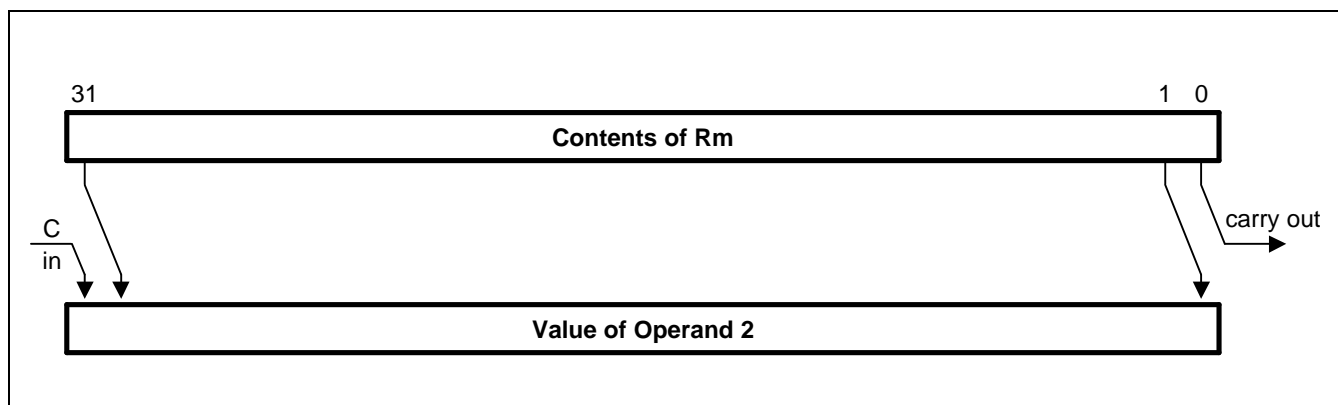 31
1 0
Contents of Rm
C
in
carry out
Value of Operand 2